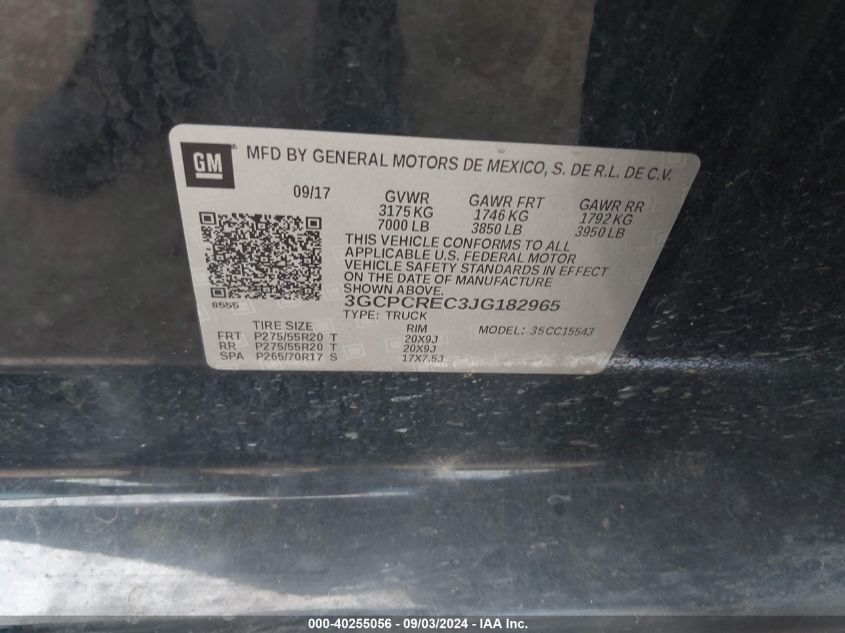 GM
MFD BY GENERAL MOTORS DE MEXICO, S. DE R.L. DE C.V.
09/17 GVWR GAWR FRT GAWR RR
3175 KG 1746 KG 1792 KG
7000 LB 3850 LB 3950 LB
THIS VEHICLE CONFORMS TO ALL
APPLICABLE U.S. FEDERAL MOTOR
VEHICLE SAFETY STANDARDS IN EFFECT
ON THE DATE OF MANUFACTURE
SHOWN ABOVE.
8555
3GCPCREC3JG182965
TYPE: TRUCK
TIRE SIZE RIM MODEL: 35CC15543
FRT P275/55R20 T 20X9J
RR P275/55R20 T 20X9J
SPA P265/70R17 S 17X7.5J
000-40255056 - 09/03/2024 - IAA Inc.